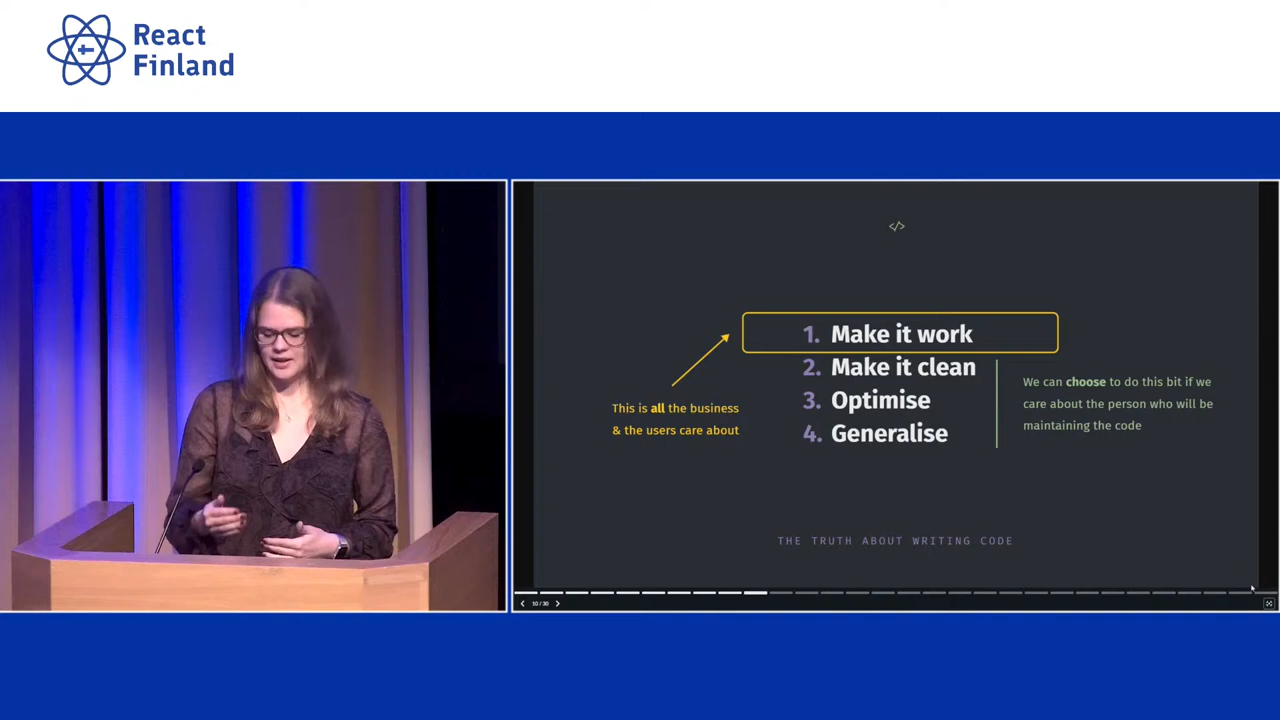 React
Finland
</>
1. Make it work
2. Make it clean
3. Optimise
4. Generalise
This is all the business
& the users care about
We can choose to do this bit if we
care about the person who will be
maintaining the code
THE TRUTH ABOUT WRITING CODE
10 / 30